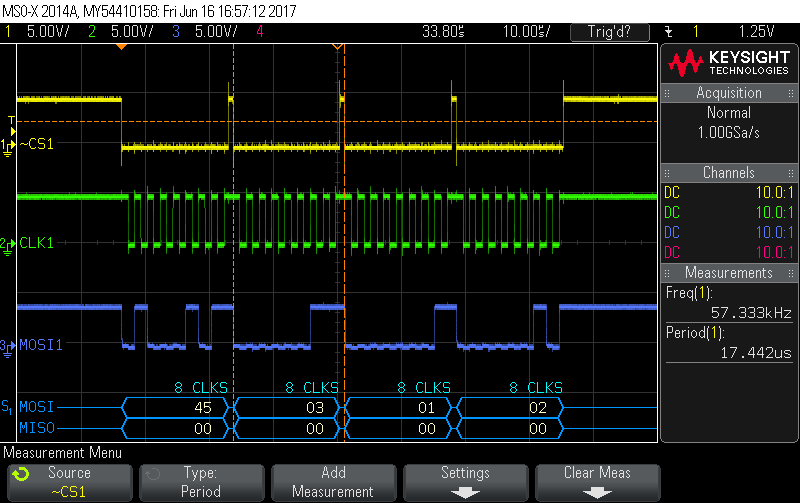 MSO-X 2014A, MY54410158: Fri Jun 16 16:57:12 2017
1 5.00V/ 2 5.00V/ 3 5.00V/ 4 33.80s 10.00s/ Trig'd? 1 1.25V
KEYSIGHT
TECHNOLOGIES
Acquisition
Normal
1.00GSa/s
Channels
DC 10.0:1
DC 10.0:1
DC 10.0:1
DC 10.0:1
Measurements
Freq(1):
57.333kHz
Period(1):
17.442us
T
1 ~CS1
2 CLK1
3 MOSI1
8 CLKS 8 CLKS 8 CLKS 8 CLKS
S1 MOSI 45 03 01 02
MISO 00 00 00 00
Measurement Menu
Source
~CS1
Type:
Period
Add
Measurement
Settings
Clear Meas